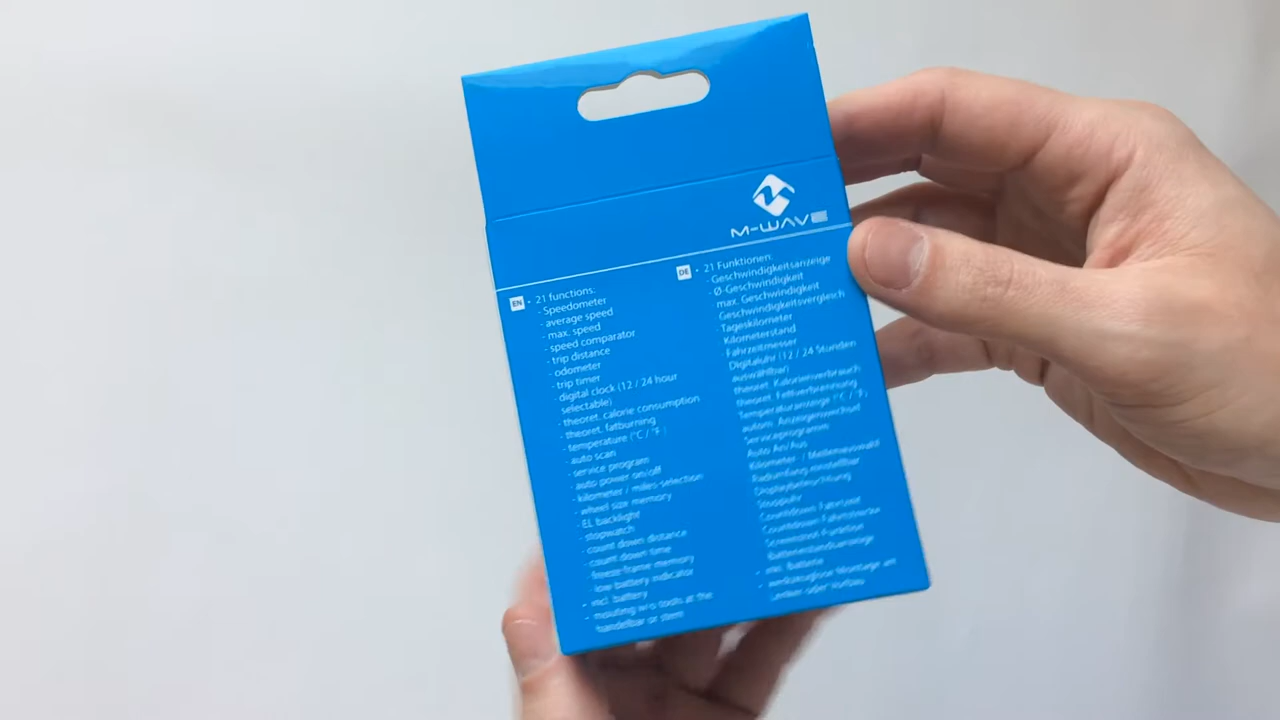 M-WAVE
EN
• 21 functions:
- Speedometer
- average speed
- max. speed
- speed comparator
- trip distance
- odometer
- trip timer
- digital clock (12 / 24 hour
selectable)
- theoret. calorie consumption
- theoret. fatburning
- temperature (°C / °F)
- auto scan
- service program
- auto power on/off
- kilometer / miles-selection
- wheel size memory
- EL backlight
- stopwatch
- count down distance
- count down time
- freeze frame memory
- low battery indicator
• incl. battery
• mouting w/o tools at the
handelbar or stem
DE
• 21 Funktionen:
- Geschwindigkeitsanzeige
- Ø-Geschwindigkeit
max. Geschwindigkeit
Geschwindigkeitsvergleich
- Tageskilometer
Kilometerstand
- Fahrzeitmesser
Digitaluhr (12 / 24 Stunden
auswählbar)
theoret. Kalorienverbrauch
theoret. Fettverbrennung
Temperaturanzeige (°C / °F)
autom. Anzeigenwechsel
Serviceprogramm
Auto An/Aus
Kilometer- / Meilenauswahl
Radumfang einstellbar
Displaybeleuchtung
Stoppuhr
Countdown Fahrzeit
Countdown Fahrstrecke
Batteriestandsanzeige
• inkl. Batterie
• werkzeuglose Montage am
Lenker oder Vorbau